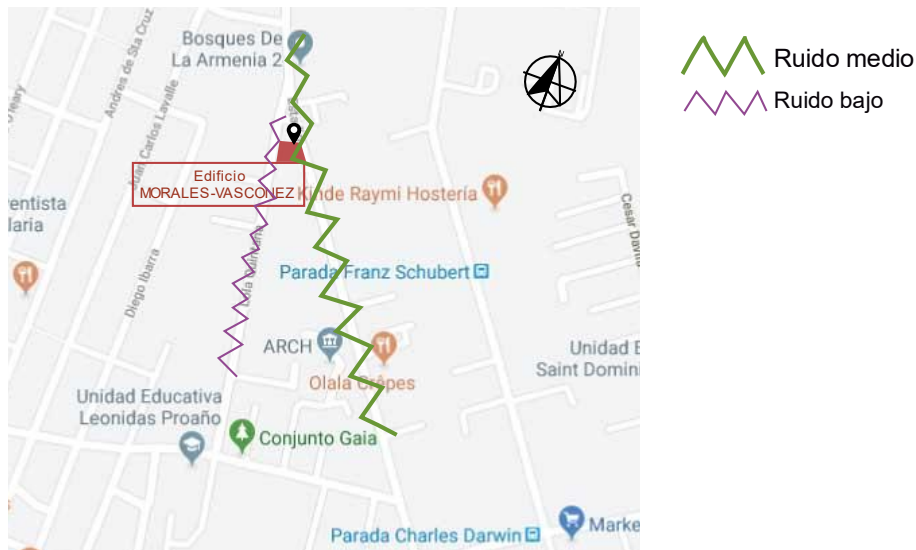 Bosques De
La Armenia 2
Andres de Sta Cruz
Juan Carlos Lavalle
N
Ruido medio
Ruido bajo
Edificio
MORALES-VASCONEZ
Kinde Raymi Hostería
entista
laria
Diego Ibarra
Lola Quintana
Cesar Davila
Parada Franz Schubert
ARCH
Olala Crêpes
Unidad E
Saint Domini
Unidad Educativa
Leonidas Proaño
Conjunto Gaia
Parada Charles Darwin
Marke